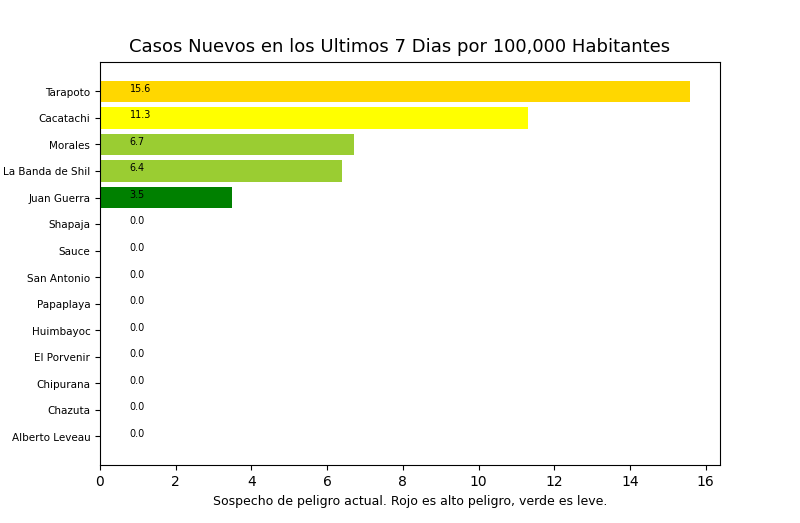 Casos Nuevos en los Ultimos 7 Dias por 100,000 Habitantes
Tarapoto 15.6
Cacatachi 11.3
Morales 6.7
La Banda de Shil 6.4
Juan Guerra 3.5
Shapaja 0.0
Sauce 0.0
San Antonio 0.0
Papaplaya 0.0
Huimbayoc 0.0
El Porvenir 0.0
Chipurana 0.0
Chazuta 0.0
Alberto Leveau 0.0
0 2 4 6 8 10 12 14 16
Sospecho de peligro actual. Rojo es alto peligro, verde es leve.